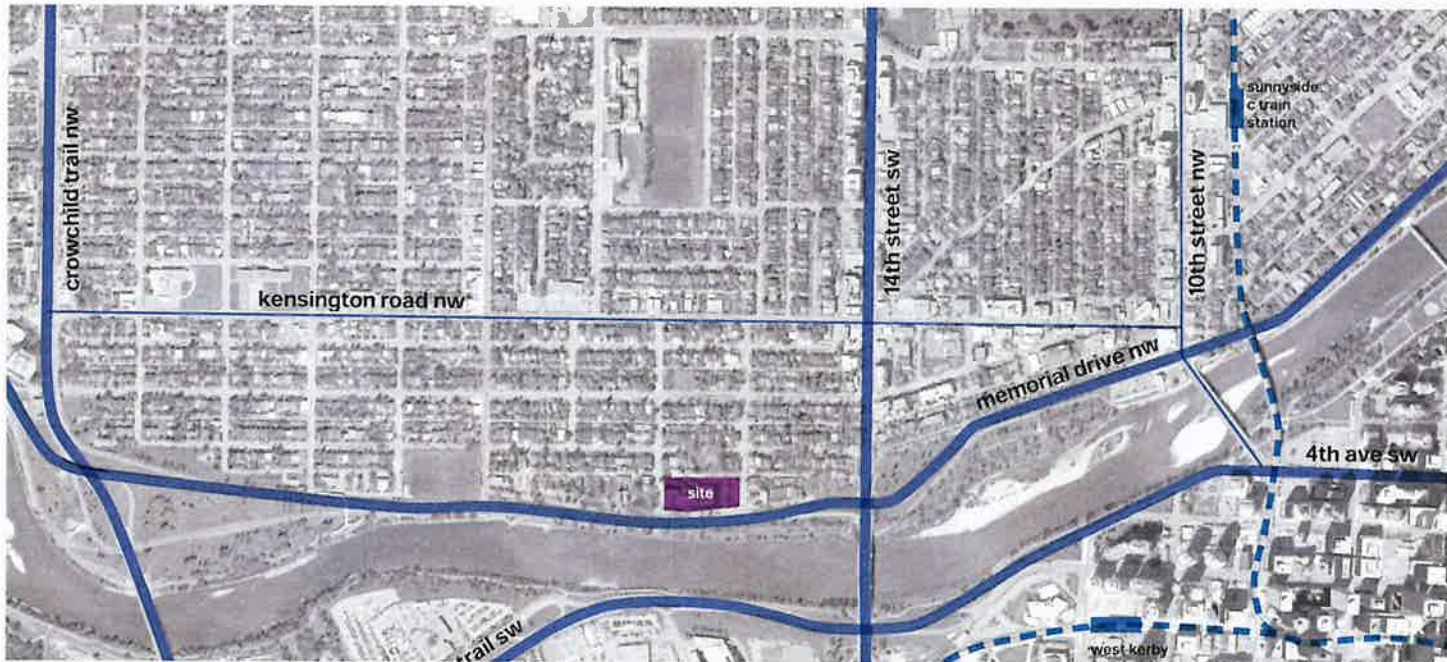 sunnyside
c train
station
crowchild trail nw
14th street sw
10th street nw
kensington road nw
memorial drive nw
4th ave sw
site
trail sw
west kerby